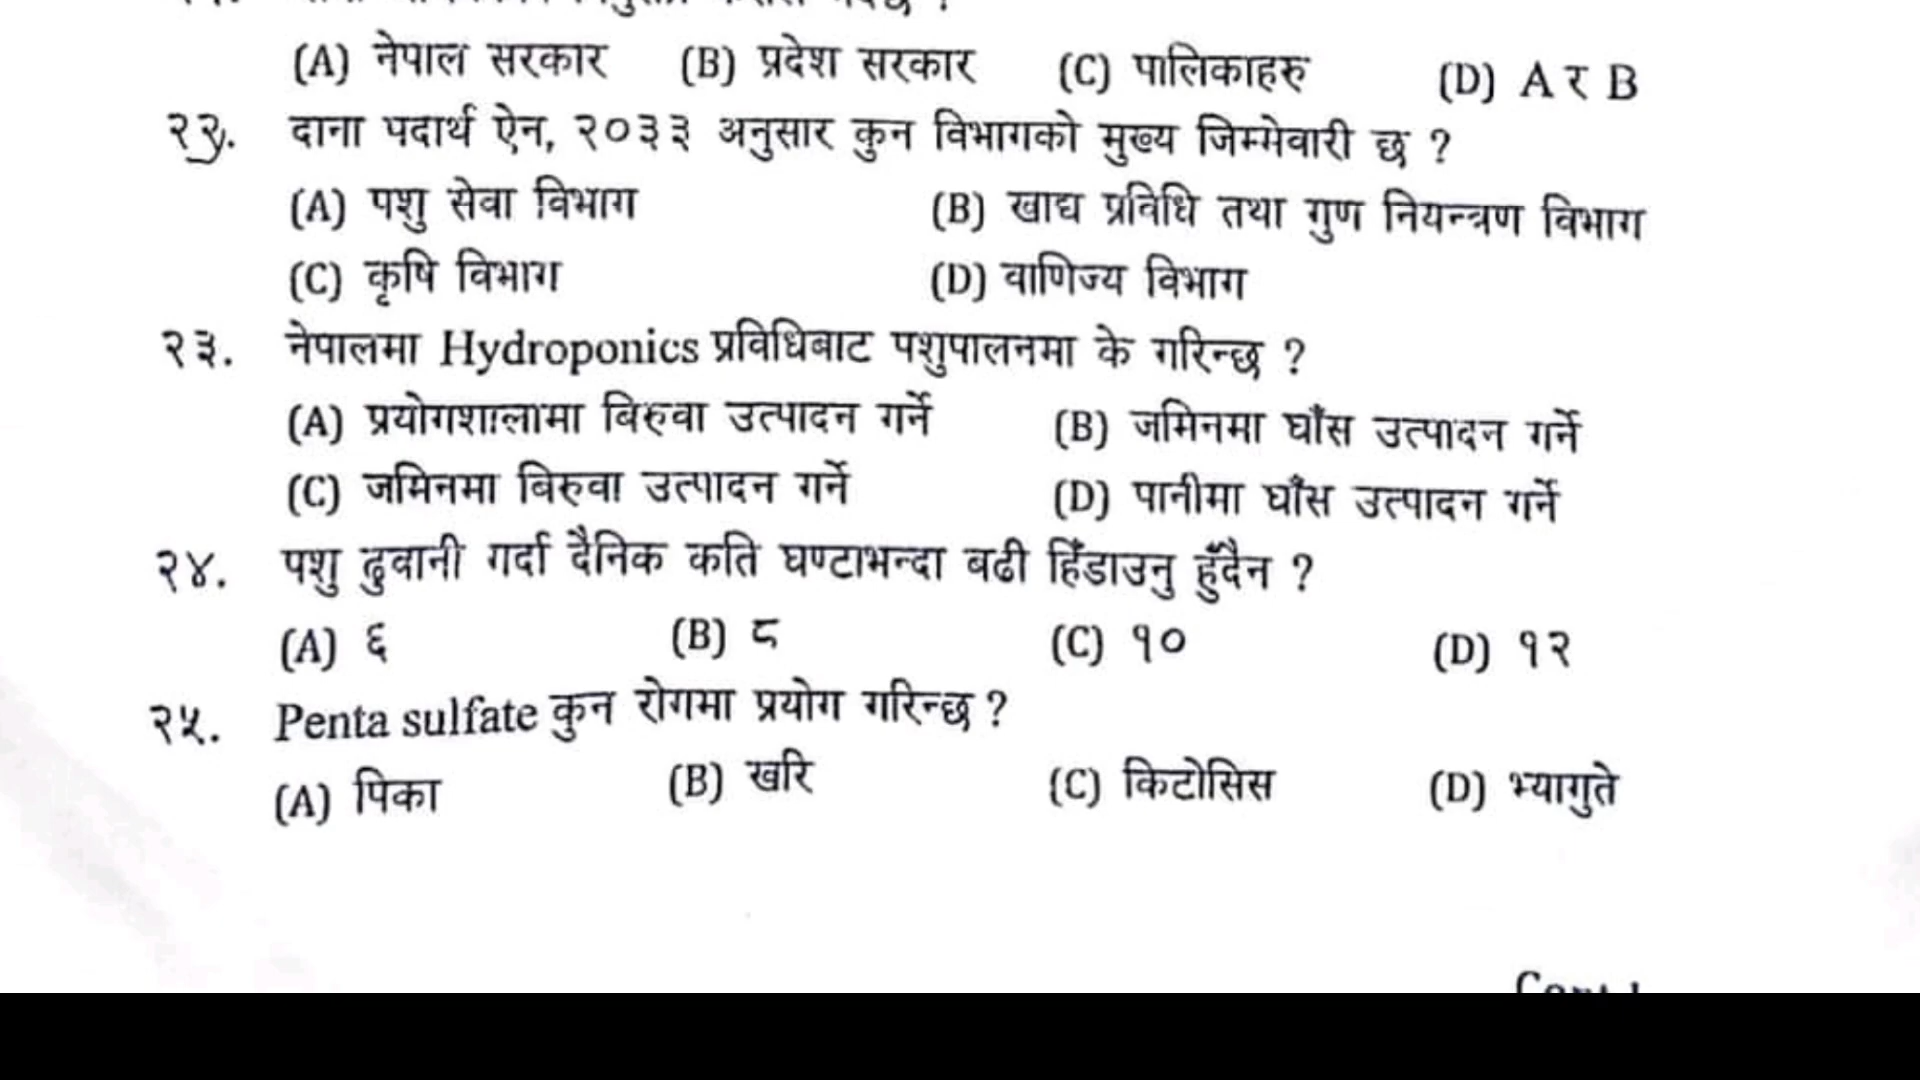 (A) नेपाल सरकार (B) प्रदेश सरकार (C) पालिकाहरु (D) A र B
२२. दाना पदार्थ ऐन, २०३३ अनुसार कुन विभागको मुख्य जिम्मेवारी छ ?
(A) पशु सेवा विभाग (B) खाद्य प्रविधि तथा गुण नियन्त्रण विभाग
(C) कृषि विभाग (D) वाणिज्य विभाग
२३. नेपालमा Hydroponics प्रविधिबाट पशुपालनमा के गरिन्छ ?
(A) प्रयोगशालामा बिरुवा उत्पादन गर्ने (B) जमिनमा घाँस उत्पादन गर्ने
(C) जमिनमा बिरुवा उत्पादन गर्ने (D) पानीमा घाँस उत्पादन गर्ने
२४. पशु ढुवानी गर्दा दैनिक कति घण्टाभन्दा बढी हिँडाउनु हुँदैन ?
(A) ६ (B) ८ (C) १० (D) १२
२५. Penta sulfate कुन रोगमा प्रयोग गरिन्छ ?
(A) पिका (B) खरि (C) किटोसिस (D) भ्यागुते